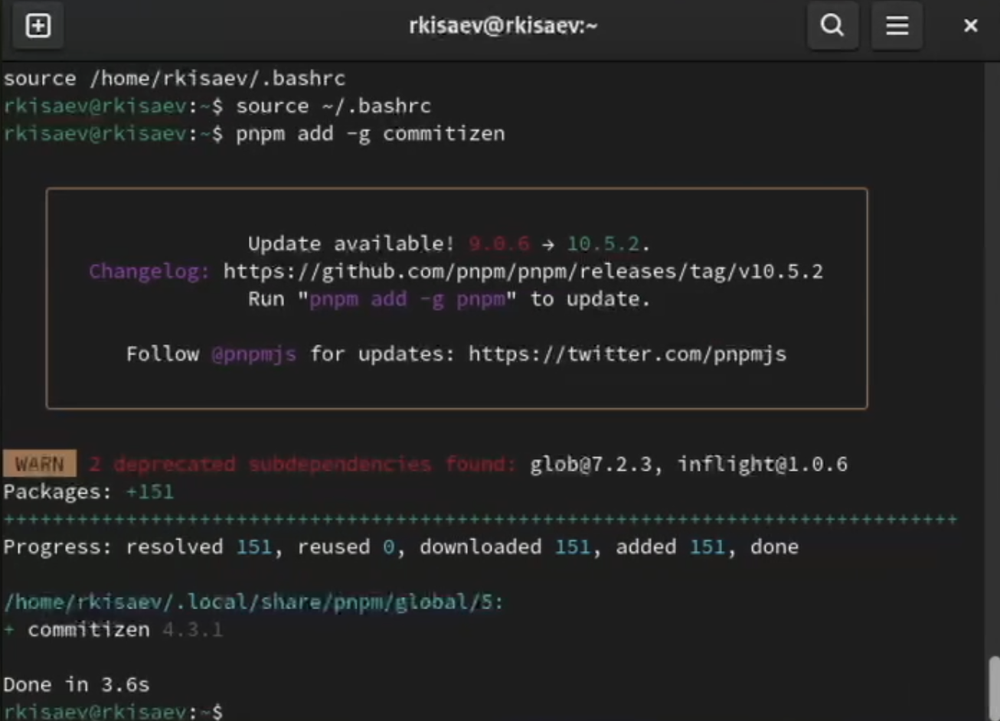 rkisaev@rkisaev:~
source /home/rkisaev/.bashrc
rkisaev@rkisaev:~$ source ~/.bashrc
rkisaev@rkisaev:~$ pnpm add -g commitizen
Update available! 9.0.6 → 10.5.2.
Changelog: https://github.com/pnpm/pnpm/releases/tag/v10.5.2
Run "pnpm add -g pnpm" to update.
Follow @pnpmjs for updates: https://twitter.com/pnpmjs
WARN 2 deprecated subdependencies found: glob@7.2.3, inflight@1.0.6
Packages: +151
++++++++++++++++++++++++++++++++++++++++++++++++++++++++++++++++++++++++++++++
Progress: resolved 151, reused 0, downloaded 151, added 151, done
/home/rkisaev/.local/share/pnpm/global/5:
+ commitizen 4.3.1
Done in 3.6s
rkisaev@rkisaev:~$